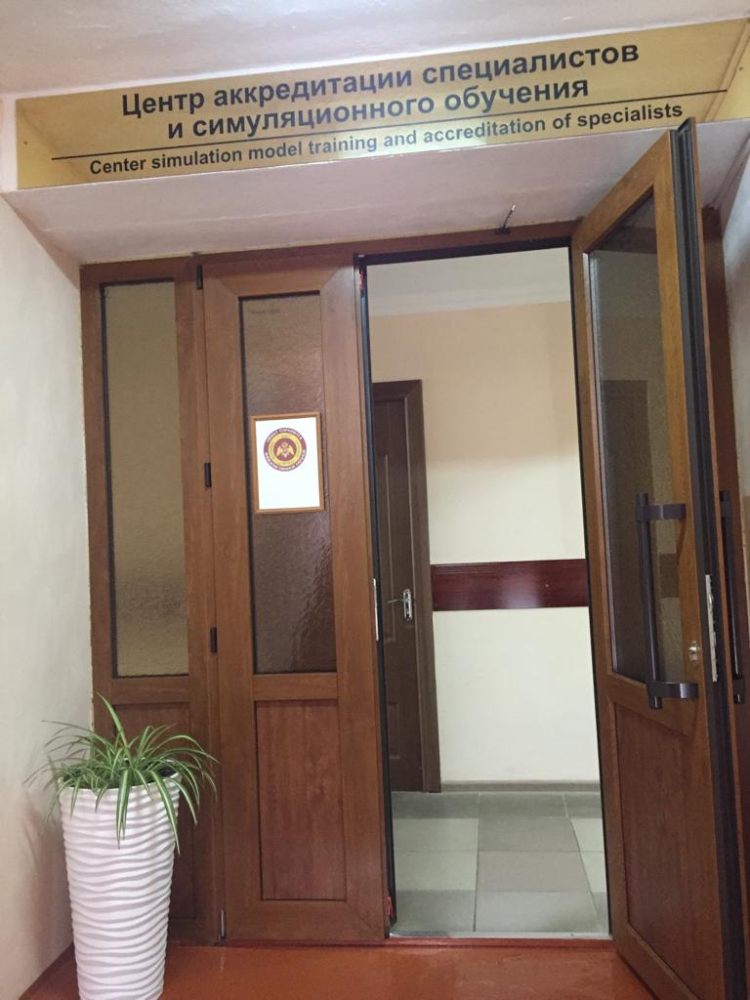 Центр аккредитации специалистов
и симуляционного обучения
Center simulation model training and accreditation of specialists